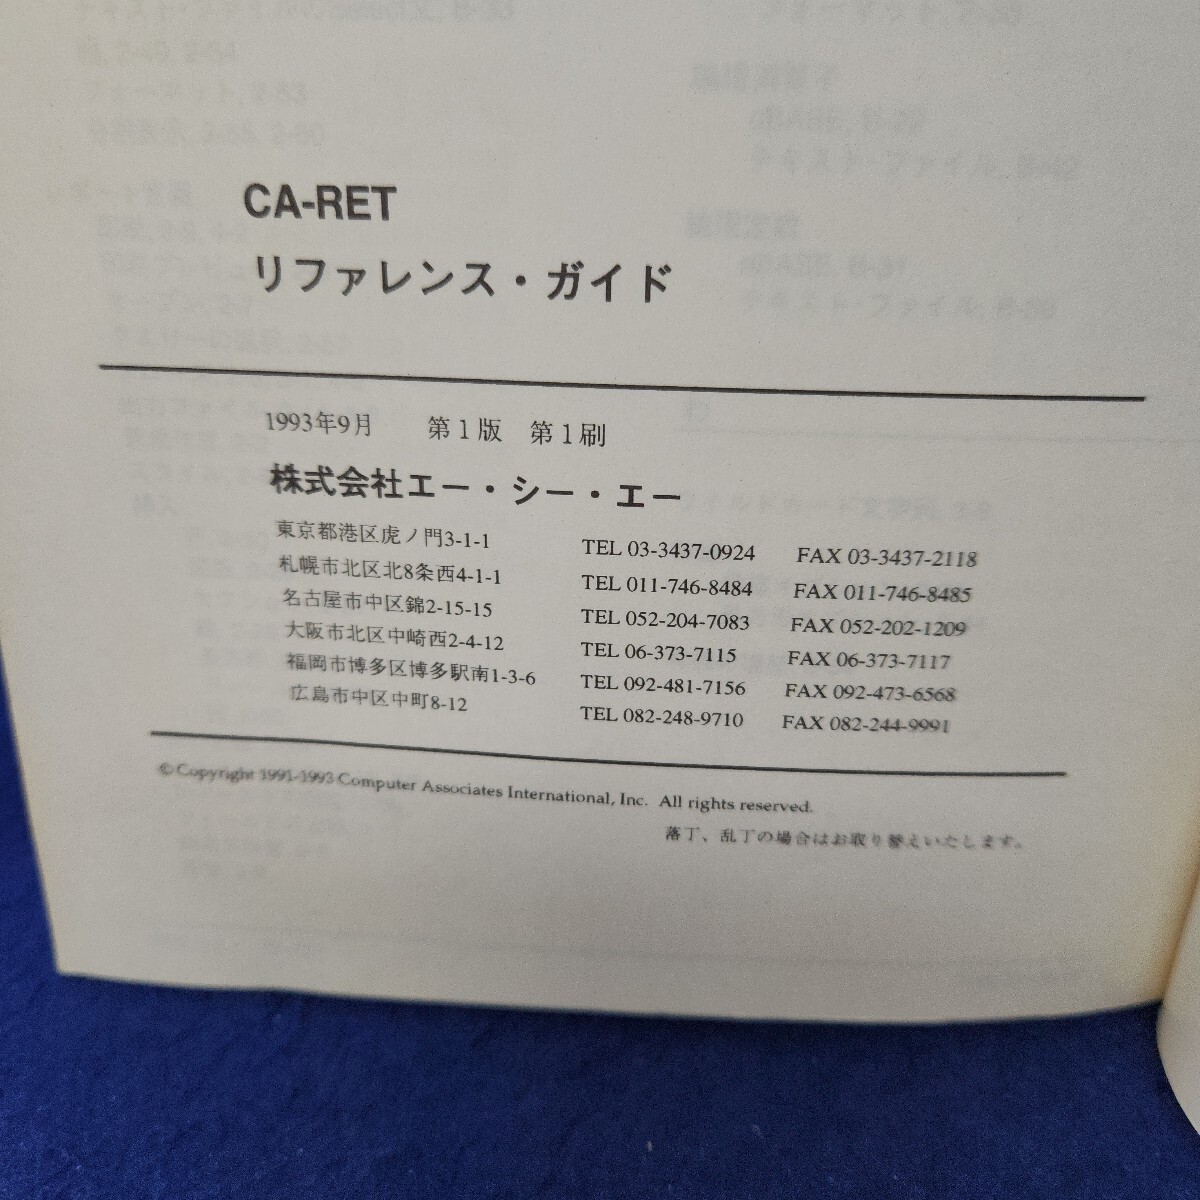 CA-RET
リファレンス・ガイド
1993年9月 第1版 第1刷
株式会社エー・シー・エー
東京都港区虎ノ門3-1-1 TEL 03-3437-0924 FAX 03-3437-2118
札幌市北区北8条西4-1-1 TEL 011-746-8484 FAX 011-746-8485
名古屋市中区錦2-15-15 TEL 052-204-7083 FAX 052-202-1209
大阪市北区中崎西2-4-12 TEL 06-373-7115 FAX 06-373-7117
福岡市博多区博多駅南1-3-6 TEL 092-481-7156 FAX 092-473-6568
広島市中区中町8-12 TEL 082-248-9710 FAX 082-244-9991
©Copyright 1991-1993 Computer Associates International, Inc. All rights reserved.
落丁、乱丁の場合はお取り替えいたします。